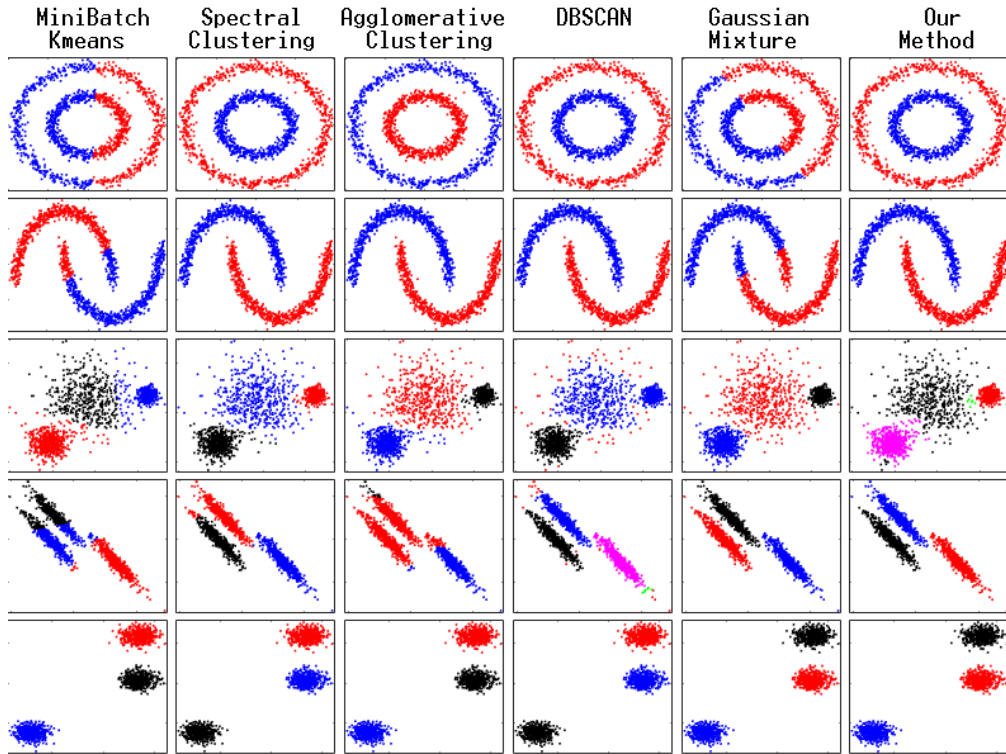 MiniBatch
Kmeans
Spectral
Clustering
Agglomerative
Clustering
DBSCAN
Gaussian
Mixture
Our
Method